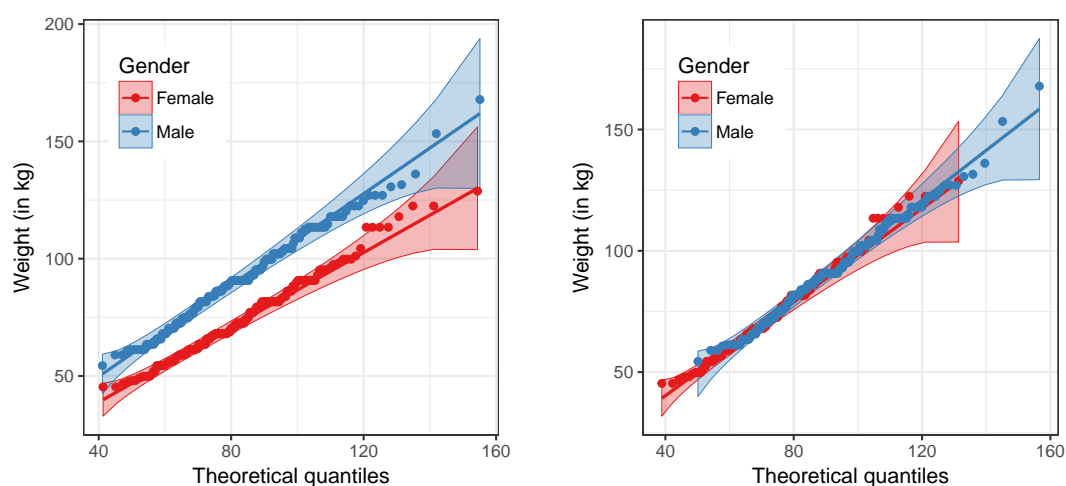 200
150
100
50
Weight (in kg)
Gender
Female
Male
40
80
120
160
Theoretical quantiles
150
100
50
Weight (in kg)
Gender
Female
Male
40
80
120
160
Theoretical quantiles